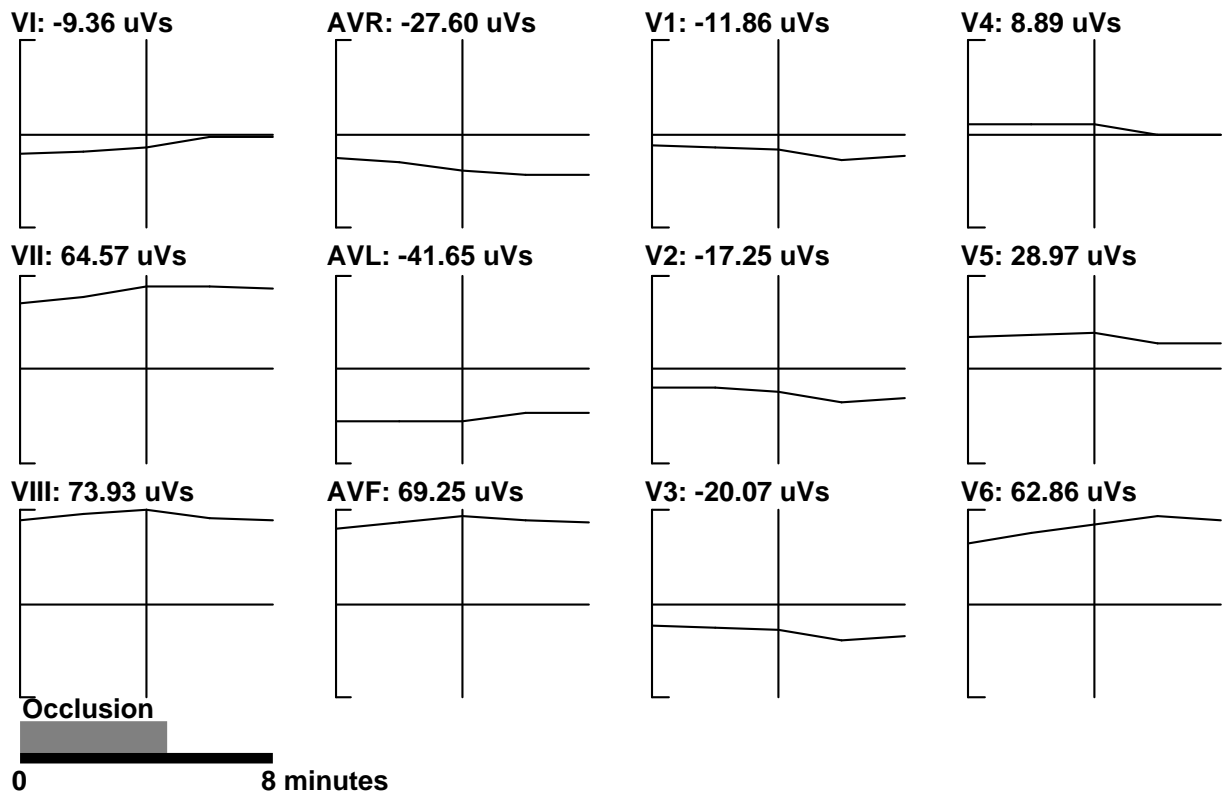 VI: -9.36 uVs
AVR: -27.60 uVs
V1: -11.86 uVs
V4: 8.89 uVs
VII: 64.57 uVs
AVL: -41.65 uVs
V2: -17.25 uVs
V5: 28.97 uVs
VIII: 73.93 uVs
AVF: 69.25 uVs
V3: -20.07 uVs
V6: 62.86 uVs
Occlusion
0
8 minutes